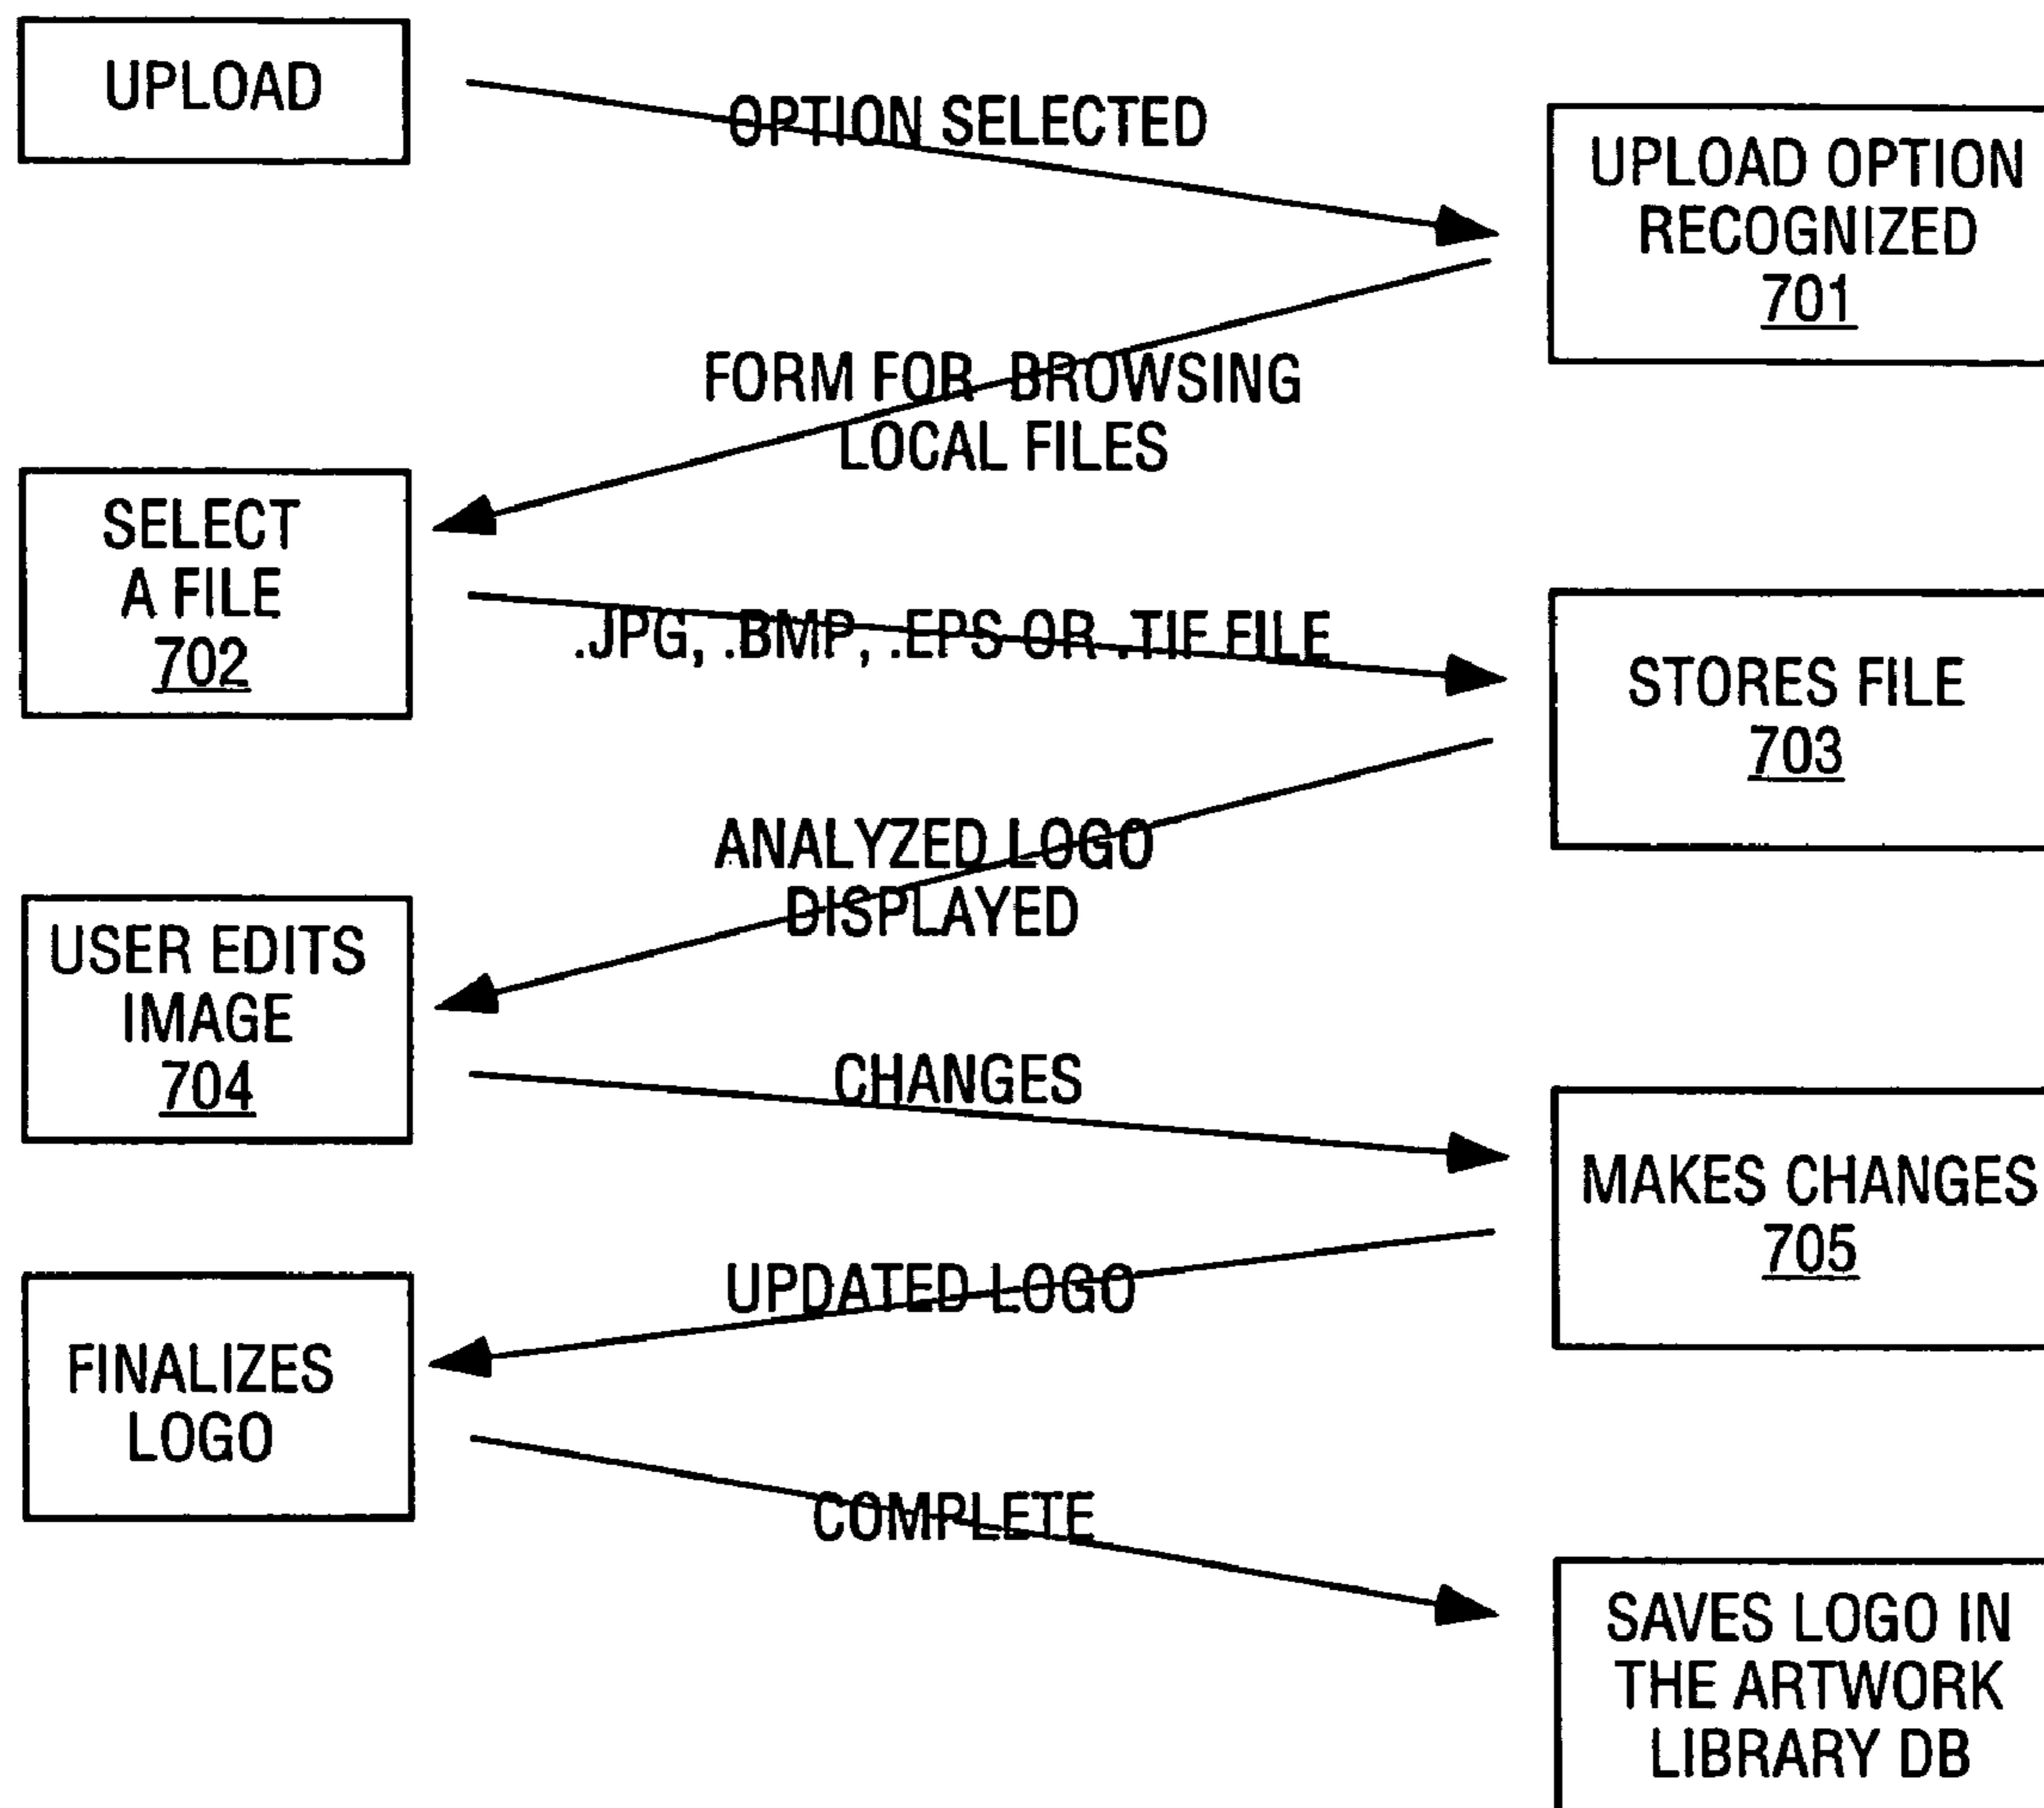 UPLOAD
OPTION SELECTED
UPLOAD OPTION
RECOGNIZED
701
FORM FOR BROWSING
LOCAL FILES
SELECT
A FILE
702
.JPG, .BMP, .EPS OR .TIF FILE
STORES FILE
703
ANALYZED LOGO
DISPLAYED
USER EDITS
IMAGE
704
CHANGES
MAKES CHANGES
705
UPDATED LOGO
FINALIZES
LOGO
COMPLETE
SAVES LOGO IN
THE ARTWORK
LIBRARY DB